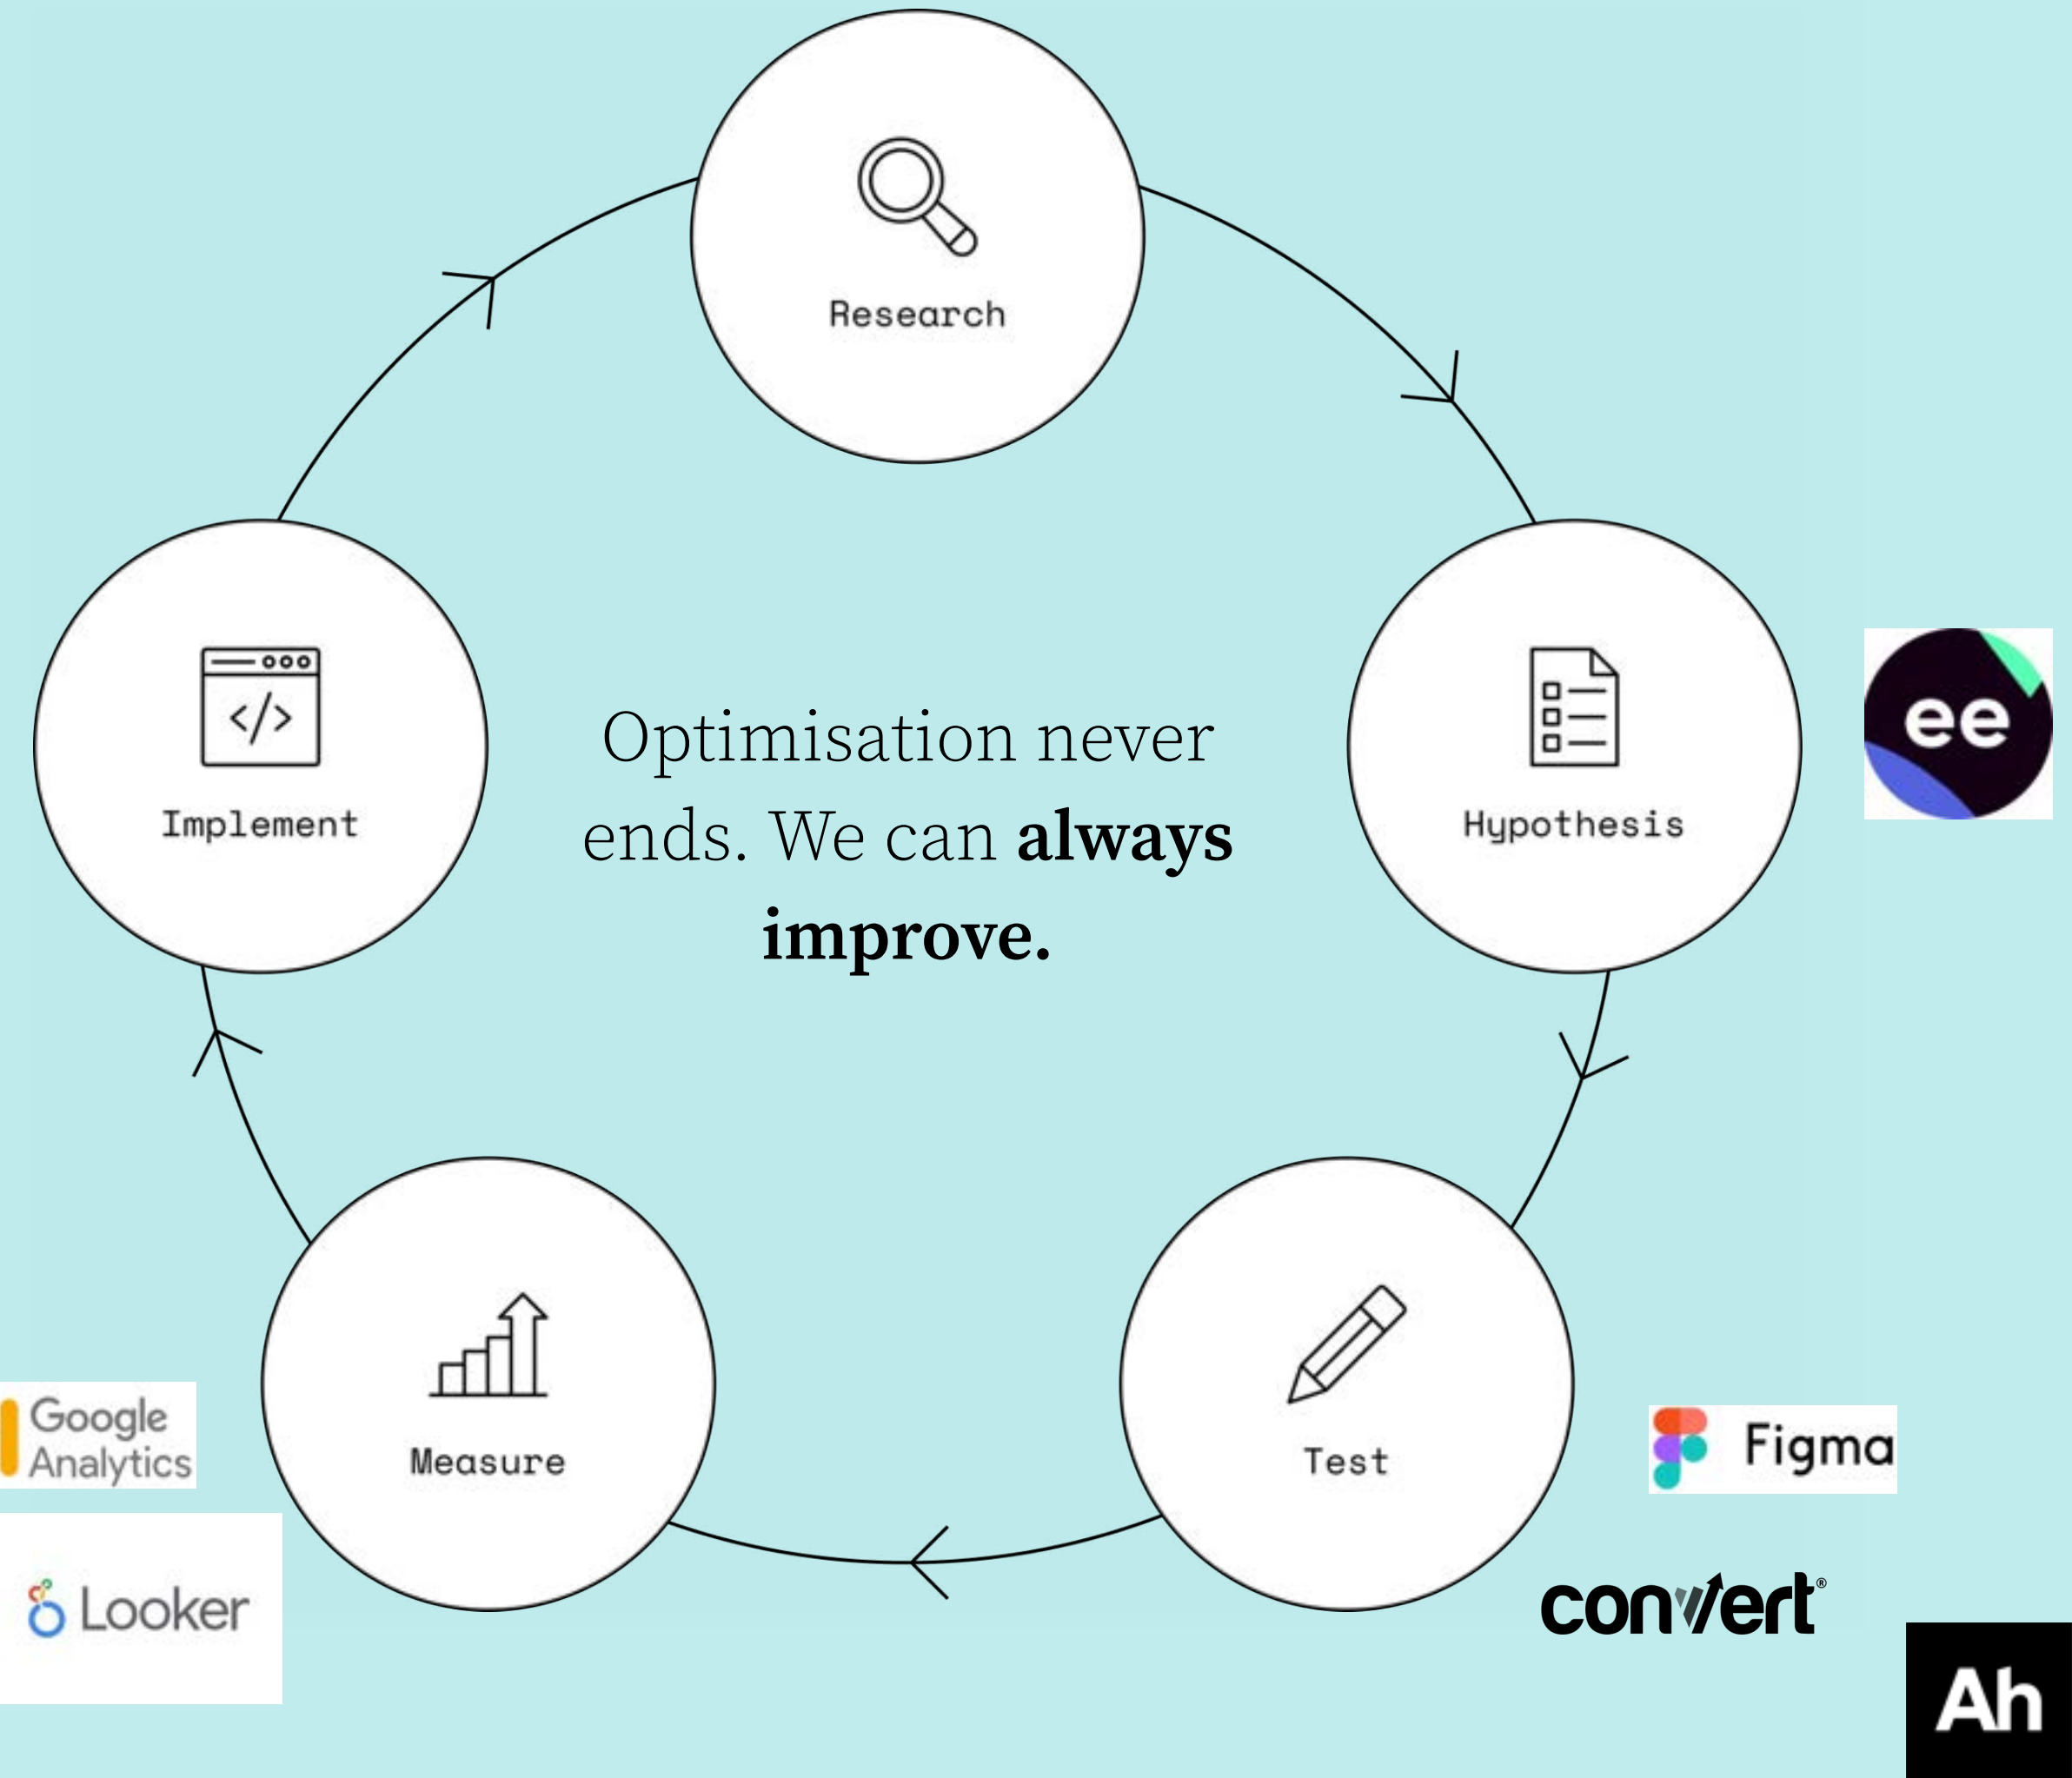 Research
Hypothesis
ee
Implement
Optimisation never
ends. We can always
improve.
Measure
Test
Google
Analytics
Looker
Figma
convert®
Ah